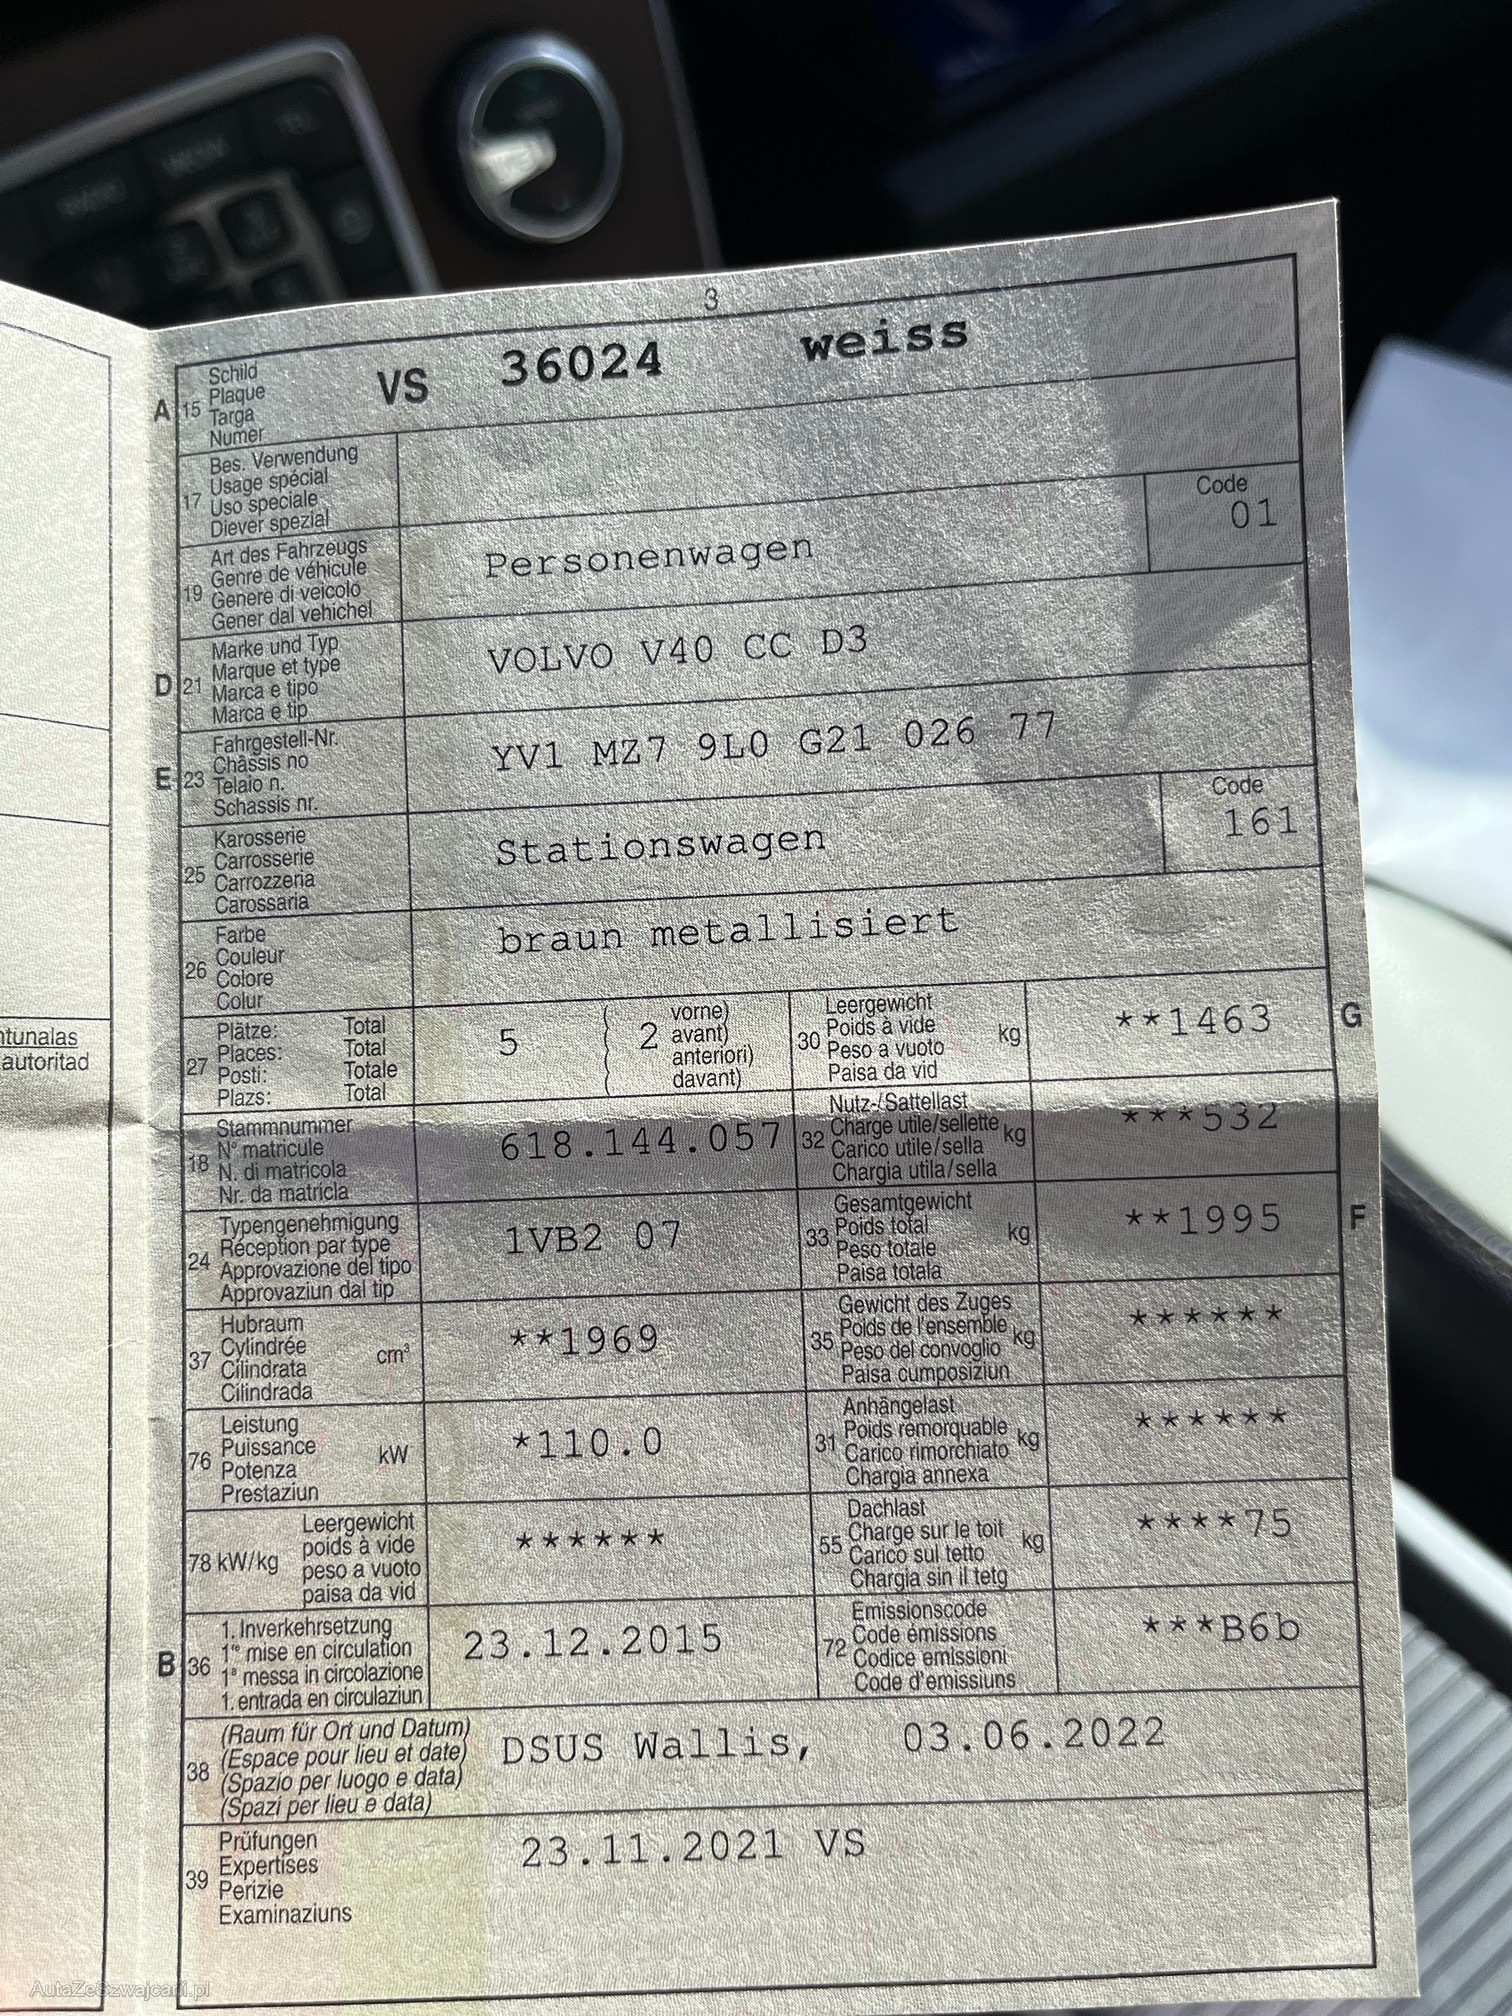 3
A 15 Schild
Plaque
Targa
Numer
VS 36024 weiss
17 Bes. Verwendung
Usage spécial
Uso speciale
Diever spezial
19 Art des Fahrzeugs
Genre de véhicule
Genere di veicolo
Gener dal vehichel
Personenwagen
Code
01
D 21 Marke und Typ
Marque et type
Marca e tipo
Marca e tip
VOLVO V40 CC D3
E 23 Fahrgestell-Nr.
Châssis no
Telaio n.
Schassis nr.
YV1 MZ7 9L0 G21 026 77
25 Karosserie
Carrosserie
Carrozzeria
Carossaria
Stationswagen
Code
161
26 Farbe
Couleur
Colore
Colur
braun metallisiert
27 Plätze: Total
Places: Total
Posti: Totale
Plazs: Total
5
2
vorne)
avant)
anteriori)
davant)
30 Leergewicht
Poids à vide
Peso a vuoto
Paisa da vid
kg
**1463
G
18 Stammnummer
N° matricule
N. di matricola
Nr. da matricla
618.144.057
32 Nutz-/Sattellast
Charge utile/sellette
Carico utile/sella
Chargia utila/sella
kg
***532
24 Typengenehmigung
Réception par type
Approvazione del tipo
Approvaziun dal tip
1VB2 07
33 Gesamtgewicht
Poids total
Peso totale
Paisa totala
kg
**1995
F
37 Hubraum
Cylindrée
Cilindrata
Cilindrada
cm³
**1969
35 Gewicht des Zuges
Poids de l'ensemble
Peso del convoglio
Paisa cumposiziun
kg
******
76 Leistung
Puissance
Potenza
Prestaziun
kW
*110.0
31 Anhängelast
Poids remorquable
Carico rimorchiato
Chargia annexa
kg
******
78 kW/kg
Leergewicht
poids à vide
peso a vuoto
paisa da vid
******
55 Dachlast
Charge sur le toit
Carico sul tetto
Chargia sin il tetg
kg
****75
B 36 1. Inverkehrsetzung
1re mise en circulation
1a messa in circolazione
1. entrada en circulaziun
23.12.2015
72 Emissionscode
Code émissions
Codice emissioni
Code d'emissiuns
***B6b
38 (Raum für Ort und Datum)
(Espace pour lieu et date)
(Spazio per luogo e data)
(Spazi per lieu e data)
DSUS Wallis, 03.06.2022
39 Prüfungen
Expertises
Perizie
Examinaziuns
23.11.2021 VS
autoritad
AutaZeSzwajcarii.pl